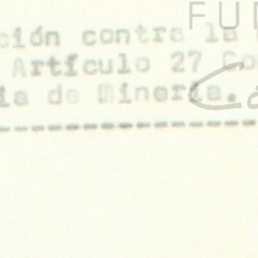 FU
ción contra la
Artículo 27 Co
ia de Minería.